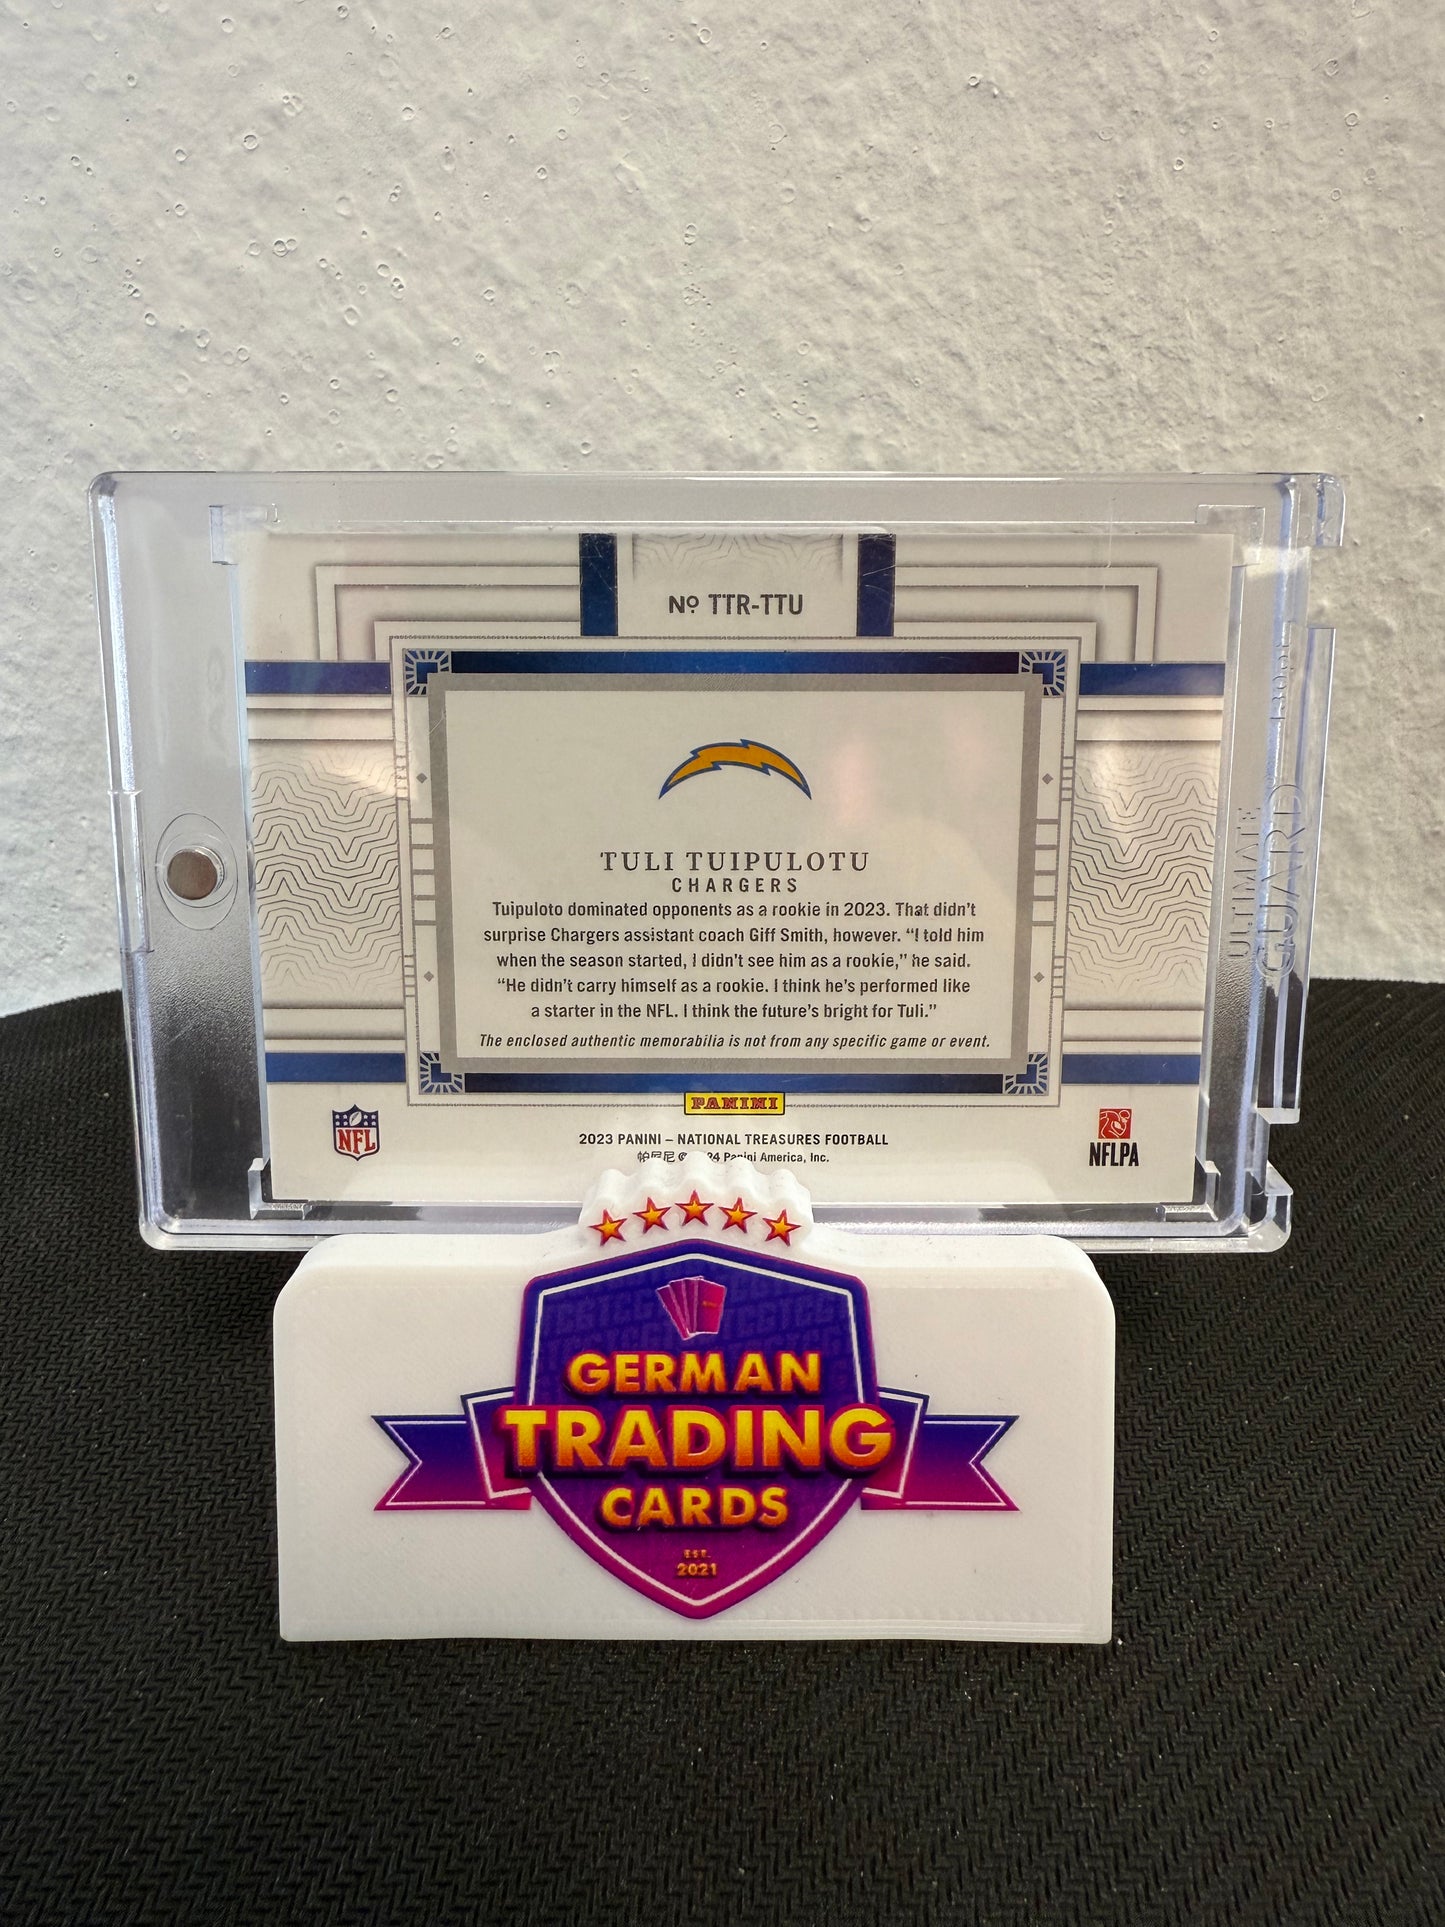 Nº TTR-TTU
TULI TUIPULOTU
CHARGERS
Tuipuloto dominated opponents as a rookie in 2023. That didn't
surprise Chargers assistant coach Giff Smith, however. “I told him
when the season started, I didn't see him as a rookie,” he said.
“He didn't carry himself as a rookie. I think he's performed like
a starter in the NFL. I think the future's bright for Tuli.”
The enclosed authentic memorabilia is not from any specific game or event.
PANINI
NFL
NFLPA
2023 PANINI – NATIONAL TREASURES FOOTBALL
帕尼尼 © 24 Panini America, Inc.
ULTIMATE
GUARD
GERMAN
TRADING
CARDS
EST.
2021